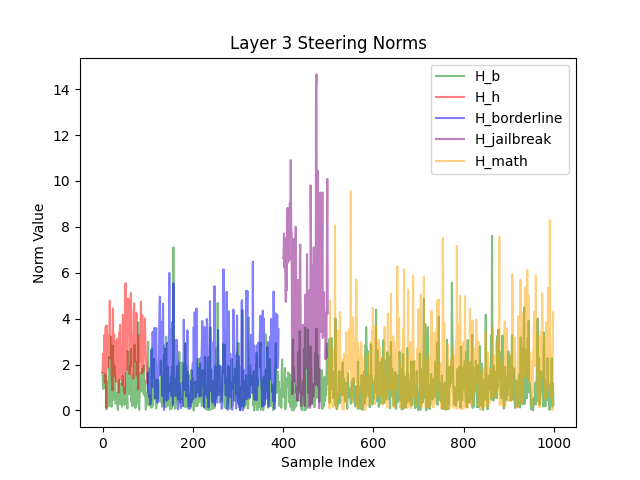 Layer 3 Steering Norms
H_b
H_h
H_borderline
H_jailbreak
H_math
Norm Value
14
12
10
8
6
4
2
0
0 200 400 600 800 1000
Sample Index